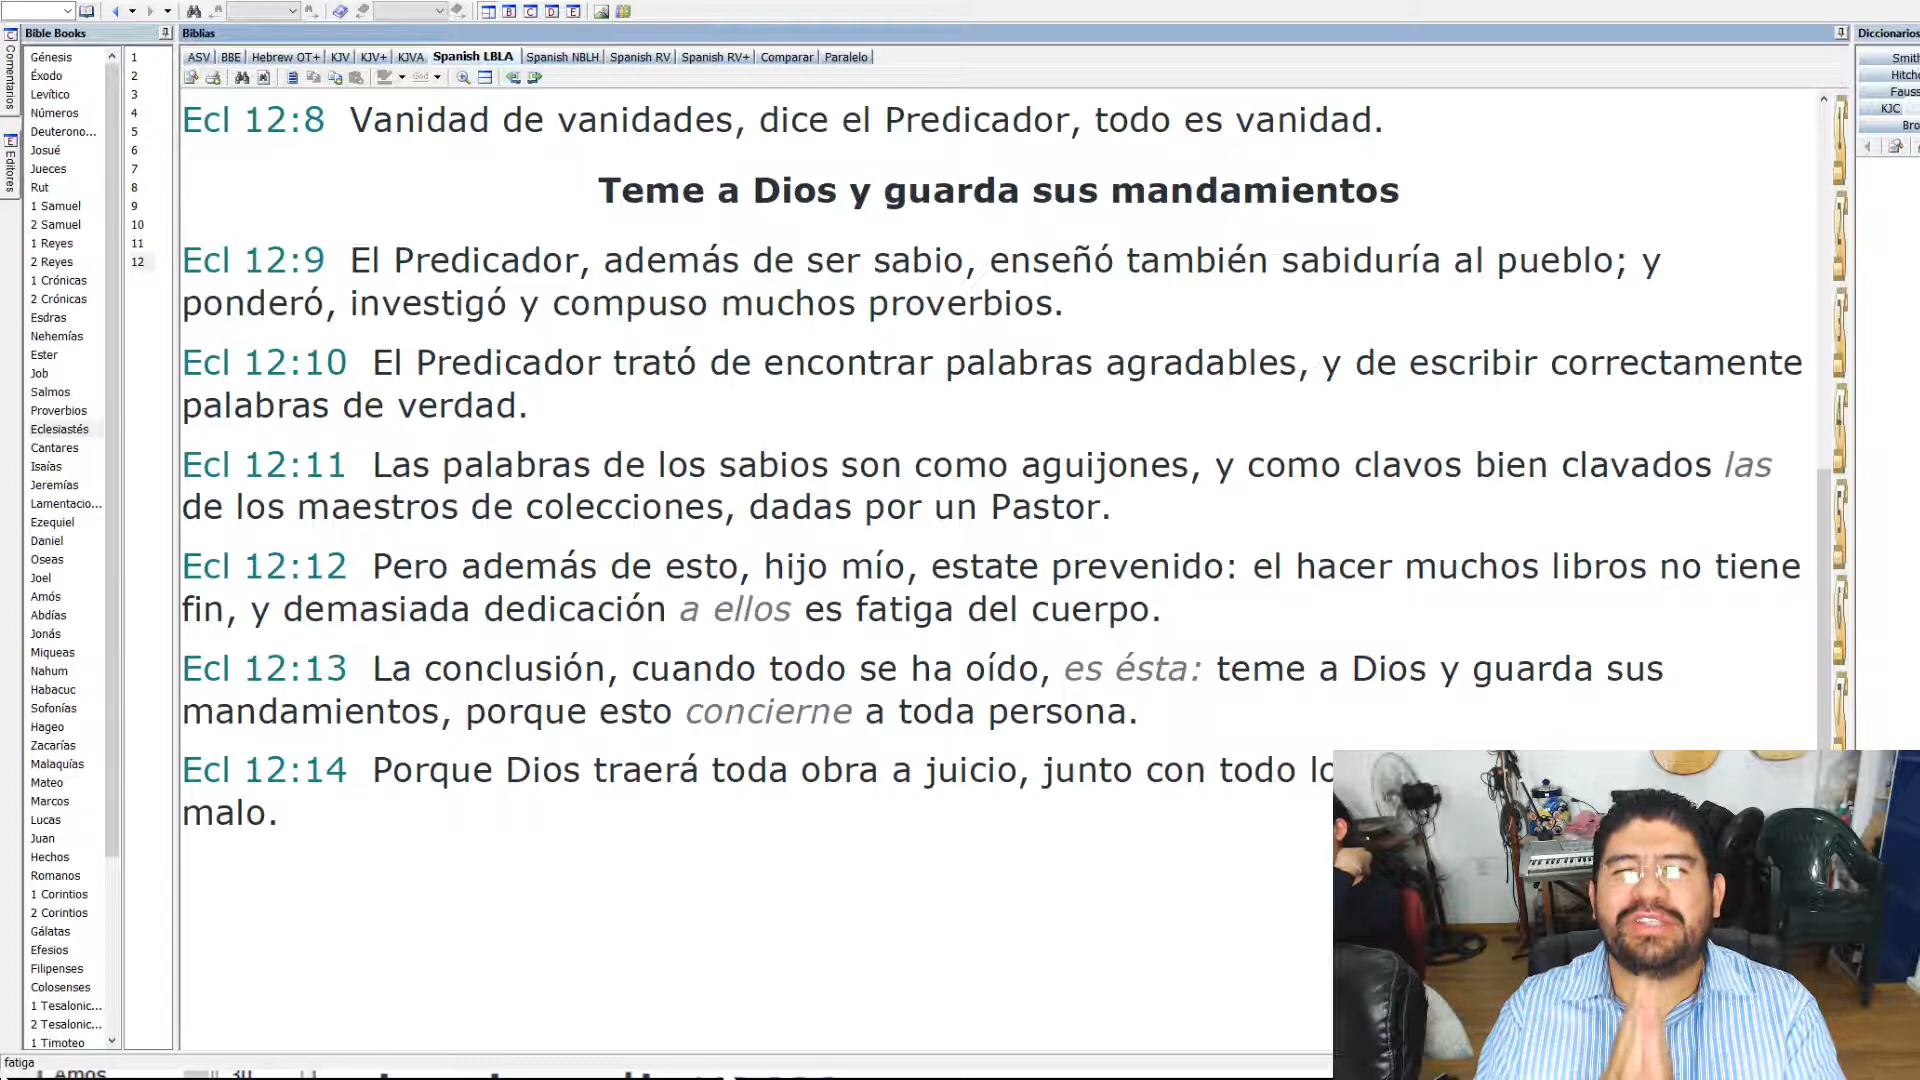 Bible Books
Biblias
Diccionarios
Comentarios
Editores
ASV BBE Hebrew OT+ KJV KJV+ KJVA Spanish LBLA Spanish NBLH Spanish RV Spanish RV+ Comparar Paralelo
Génesis
Éxodo
Levítico
Números
Deuterono...
Josué
Jueces
Rut
1 Samuel
2 Samuel
1 Reyes
2 Reyes
1 Crónicas
2 Crónicas
Esdras
Nehemías
Ester
Job
Salmos
Proverbios
Eclesiastés
Cantares
Isaías
Jeremías
Lamentacio...
Ezequiel
Daniel
Oseas
Joel
Amós
Abdías
Jonás
Miqueas
Nahum
Habacuc
Sofonías
Hageo
Zacarías
Malaquías
Mateo
Marcos
Lucas
Juan
Hechos
Romanos
1 Corintios
2 Corintios
Gálatas
Efesios
Filipenses
Colosenses
1 Tesalonic...
2 Tesalonic...
1 Timoteo
1
2
3
4
5
6
7
8
9
10
11
12
Ecl 12:8 Vanidad de vanidades, dice el Predicador, todo es vanidad.
Teme a Dios y guarda sus mandamientos
Ecl 12:9 El Predicador, además de ser sabio, enseñó también sabiduría al pueblo; y
ponderó, investigó y compuso muchos proverbios.
Ecl 12:10 El Predicador trató de encontrar palabras agradables, y de escribir correctamente
palabras de verdad.
Ecl 12:11 Las palabras de los sabios son como aguijones, y como clavos bien clavados las
de los maestros de colecciones, dadas por un Pastor.
Ecl 12:12 Pero además de esto, hijo mío, estate prevenido: el hacer muchos libros no tiene
fin, y demasiada dedicación a ellos es fatiga del cuerpo.
Ecl 12:13 La conclusión, cuando todo se ha oído, es ésta: teme a Dios y guarda sus
mandamientos, porque esto concierne a toda persona.
Ecl 12:14 Porque Dios traerá toda obra a juicio, junto con todo lo
malo.
Smith
Hitchc
Fauss
KJC
Bro
fatiga